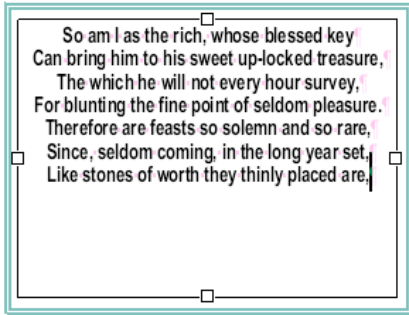 So am I as the rich, whose blessed key
Can bring him to his sweet up-locked treasure,
The which he will not every hour survey,
For blunting the fine point of seldom pleasure.
Therefore are feasts so solemn and so rare,
Since, seldom coming, in the long year set,
Like stones of worth they thinly placed are,